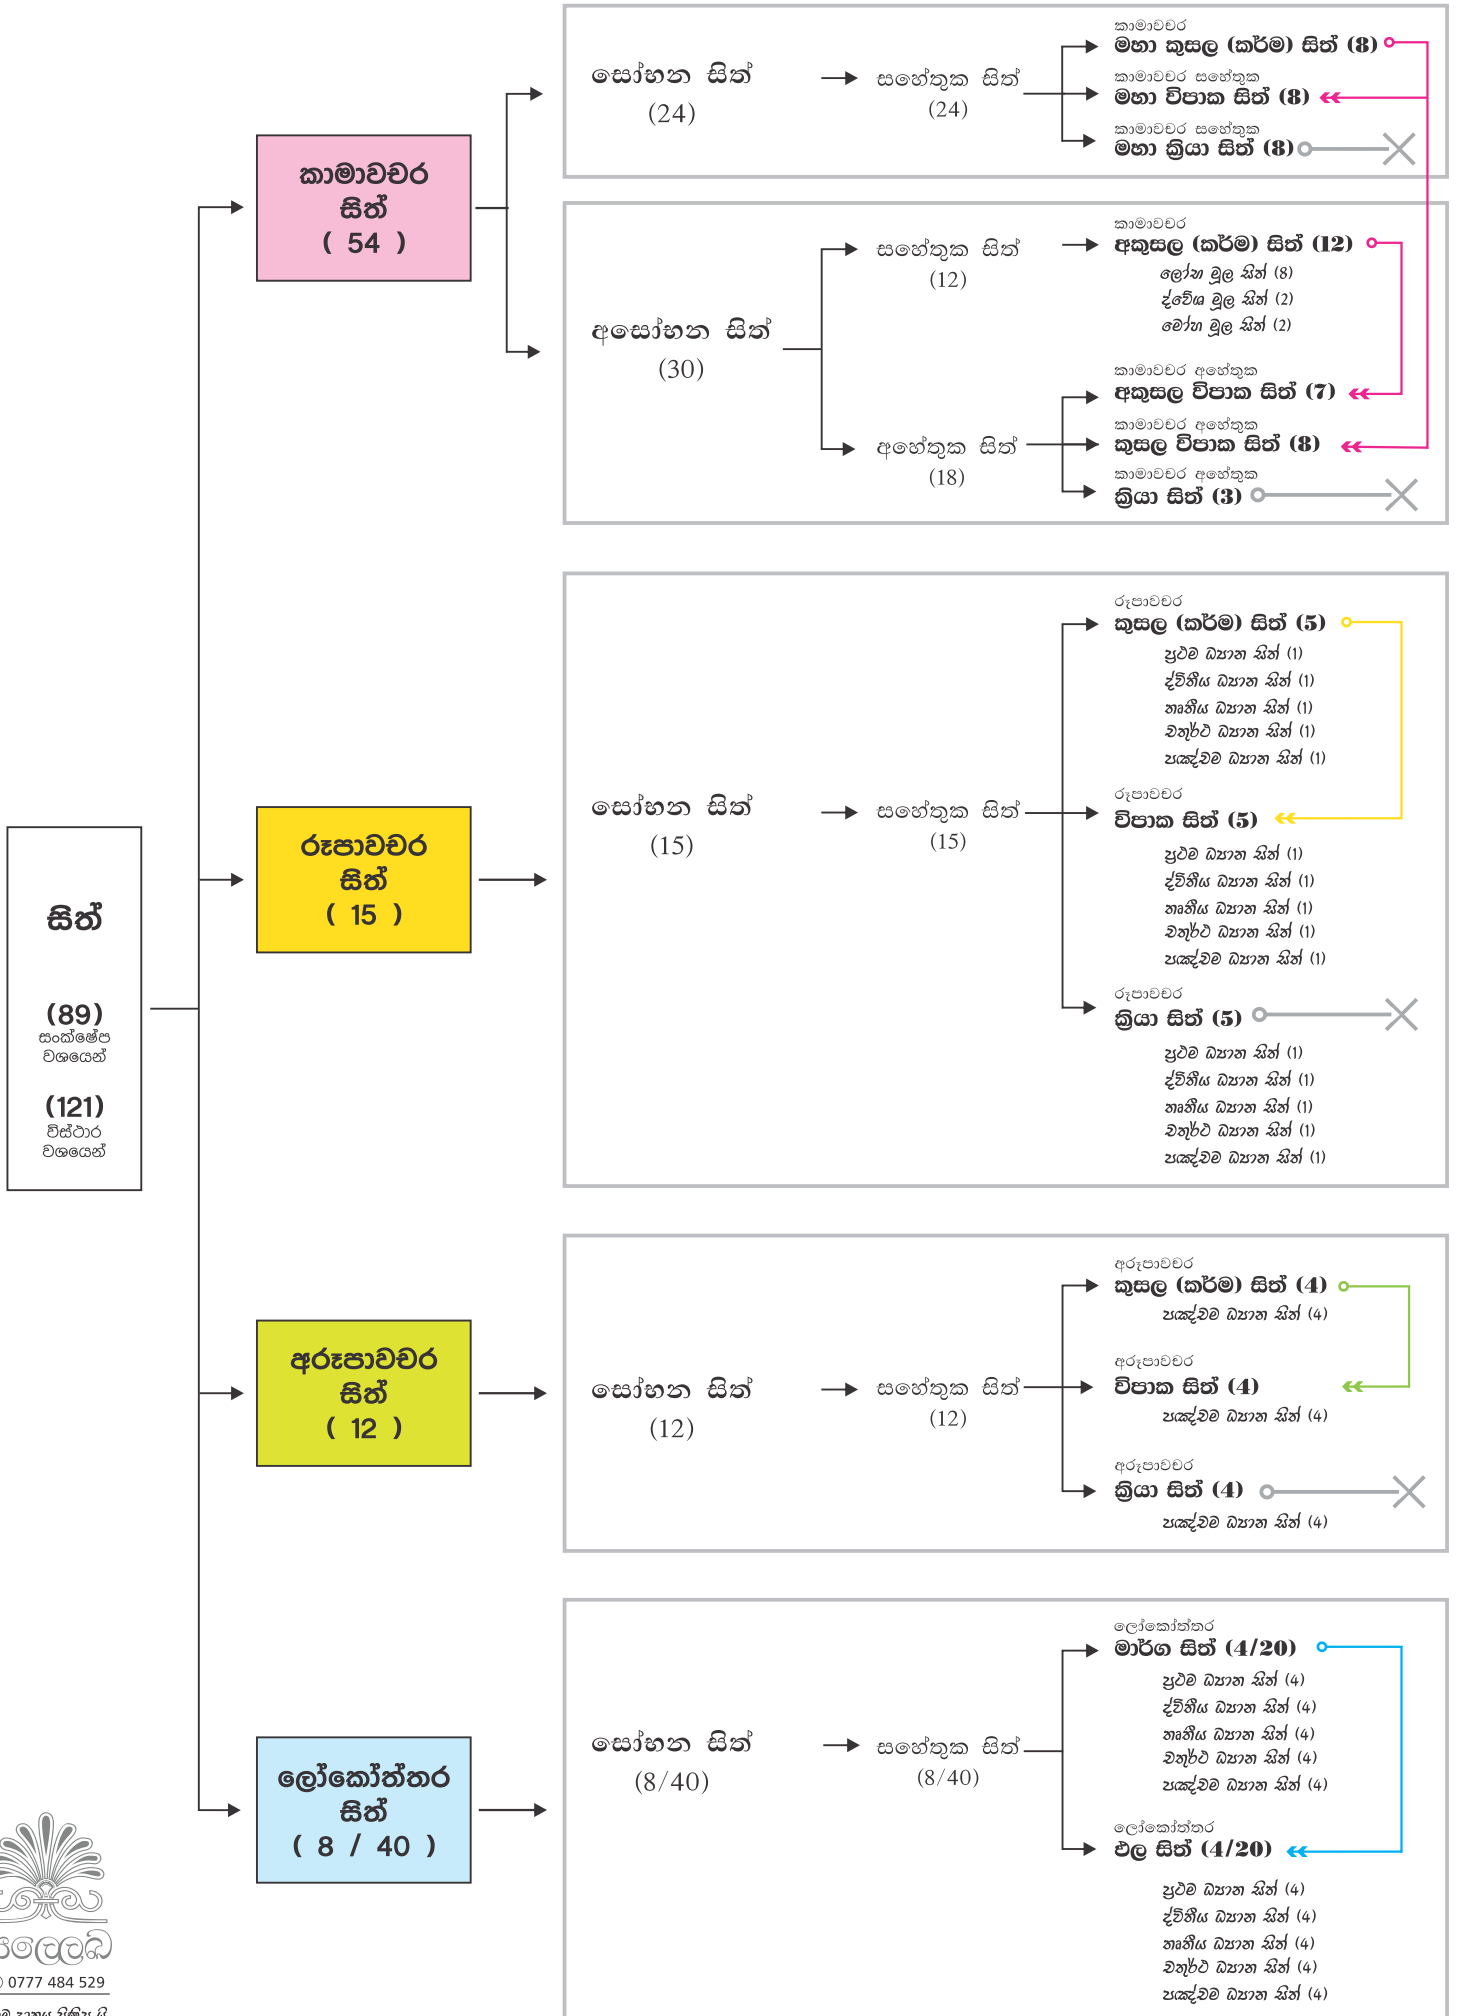 සිත්
(89)
සංක්ෂේප
වශයෙන්
(121)
විස්ථාර
වශයෙන්
කාමාවචර
සිත්
( 54 )
සෝභන සිත්
(24)
සහේතුක සිත්
(24)
කාමාවචර
මහා කුසල (කර්ම) සිත් (8)
කාමාවචර සහේතුක
මහා විපාක සිත් (8)
කාමාවචර සහේතුක
මහා ක්‍රියා සිත් (8)
අසෝභන සිත්
(30)
සහේතුක සිත්
(12)
කාමාවචර
අකුසල (කර්ම) සිත් (12)
ලෝභ මූල සිත් (8)
ද්වේශ මූල සිත් (2)
මෝහ මූල සිත් (2)
අහේතුක සිත්
(18)
කාමාවචර අහේතුක
අකුසල විපාක සිත් (7)
කාමාවචර අහේතුක
කුසල විපාක සිත් (8)
කාමාවචර අහේතුක
ක්‍රියා සිත් (3)
රූපාවචර
සිත්
( 15 )
සෝභන සිත්
(15)
සහේතුක සිත්
(15)
රූපාවචර
කුසල (කර්ම) සිත් (5)
ප්‍රථම ධ්‍යාන සිත් (1)
ද්විතීය ධ්‍යාන සිත් (1)
තෘතීය ධ්‍යාන සිත් (1)
චතුර්ථ ධ්‍යාන සිත් (1)
පඤ්චම ධ්‍යාන සිත් (1)
රූපාවචර
විපාක සිත් (5)
ප්‍රථම ධ්‍යාන සිත් (1)
ද්විතීය ධ්‍යාන සිත් (1)
තෘතීය ධ්‍යාන සිත් (1)
චතුර්ථ ධ්‍යාන සිත් (1)
පඤ්චම ධ්‍යාන සිත් (1)
රූපාවචර
ක්‍රියා සිත් (5)
ප්‍රථම ධ්‍යාන සිත් (1)
ද්විතීය ධ්‍යාන සිත් (1)
තෘතීය ධ්‍යාන සිත් (1)
චතුර්ථ ධ්‍යාන සිත් (1)
පඤ්චම ධ්‍යාන සිත් (1)
අරූපාවචර
සිත්
( 12 )
සෝභන සිත්
(12)
සහේතුක සිත්
(12)
අරූපාවචර
කුසල (කර්ම) සිත් (4)
පඤ්චම ධ්‍යාන සිත් (4)
අරූපාවචර
විපාක සිත් (4)
පඤ්චම ධ්‍යාන සිත් (4)
අරූපාවචර
ක්‍රියා සිත් (4)
පඤ්චම ධ්‍යාන සිත් (4)
ලෝකෝත්තර
සිත්
( 8 / 40 )
සෝභන සිත්
(8/40)
සහේතුක සිත්
(8/40)
ලෝකෝත්තර
මාර්ග සිත් (4/20)
ප්‍රථම ධ්‍යාන සිත් (4)
ද්විතීය ධ්‍යාන සිත් (4)
තෘතීය ධ්‍යාන සිත් (4)
චතුර්ථ ධ්‍යාන සිත් (4)
පඤ්චම ධ්‍යාන සිත් (4)
ලෝකෝත්තර
ඵල සිත් (4/20)
ප්‍රථම ධ්‍යාන සිත් (4)
ද්විතීය ධ්‍යාන සිත් (4)
තෘතීය ධ්‍යාන සිත් (4)
චතුර්ථ ධ්‍යාන සිත් (4)
පඤ්චම ධ්‍යාන සිත් (4)
0777 484 529